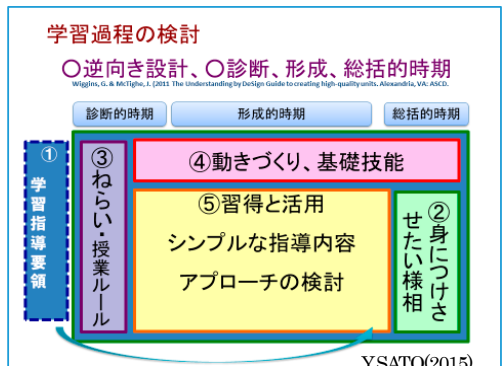 学習過程の検討
〇逆向き設計、〇診断、形成、総括的時期
Wiggins, G. & McTighe, J. (2011 The Understanding by DeSign Guide to creating high-quality units. Alexandria, VA: ASCD.
診断的時期
形成的時期
総括的時期
①学習指導要領
③ねらい・授業ルール
④動きづくり、基礎技能
⑤習得と活用
シンプルな指導内容
アプローチの検討
②身につけさ
せたい様相
Y.SATO(2015)